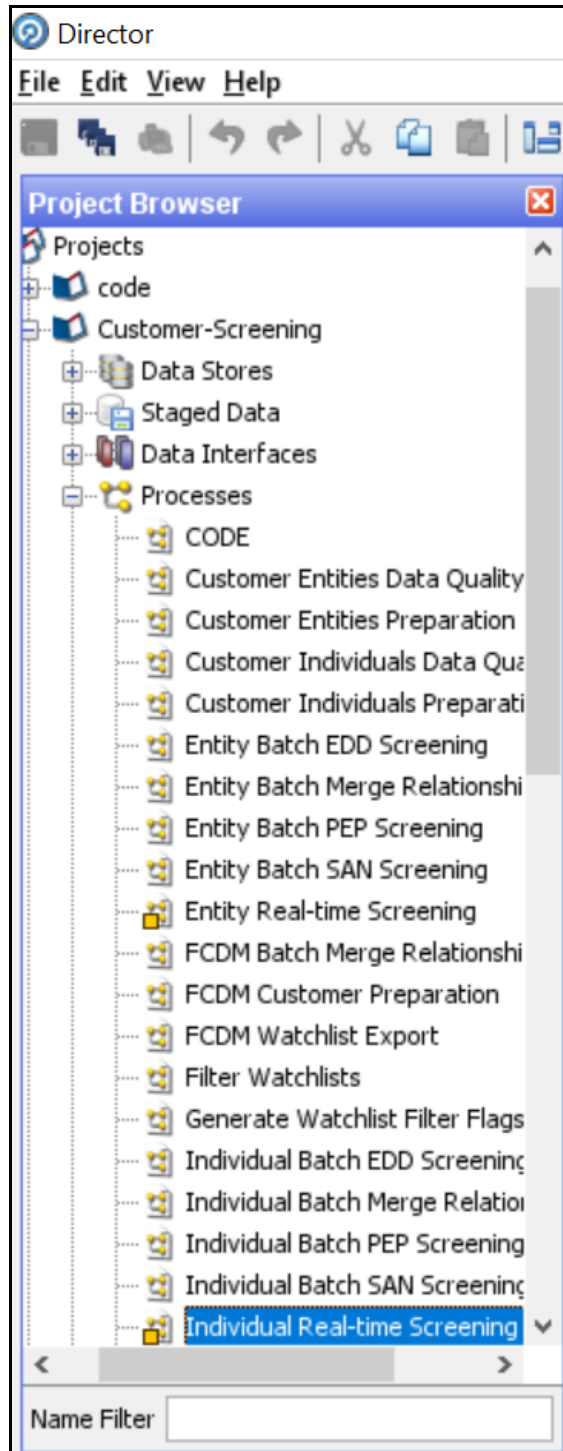 Director
File Edit View Help
Project Browser
Projects
code
Customer-Screening
Data Stores
Staged Data
Data Interfaces
Processes
CODE
Customer Entities Data Quality
Customer Entities Preparation
Customer Individuals Data Qua
Customer Individuals Preparati
Entity Batch EDD Screening
Entity Batch Merge Relationshi
Entity Batch PEP Screening
Entity Batch SAN Screening
Entity Real-time Screening
FCDM Batch Merge Relationshi
FCDM Customer Preparation
FCDM Watchlist Export
Filter Watchlists
Generate Watchlist Filter Flags
Individual Batch EDD Screening
Individual Batch Merge Relation
Individual Batch PEP Screening
Individual Batch SAN Screening
Individual Real-time Screening
Name Filter